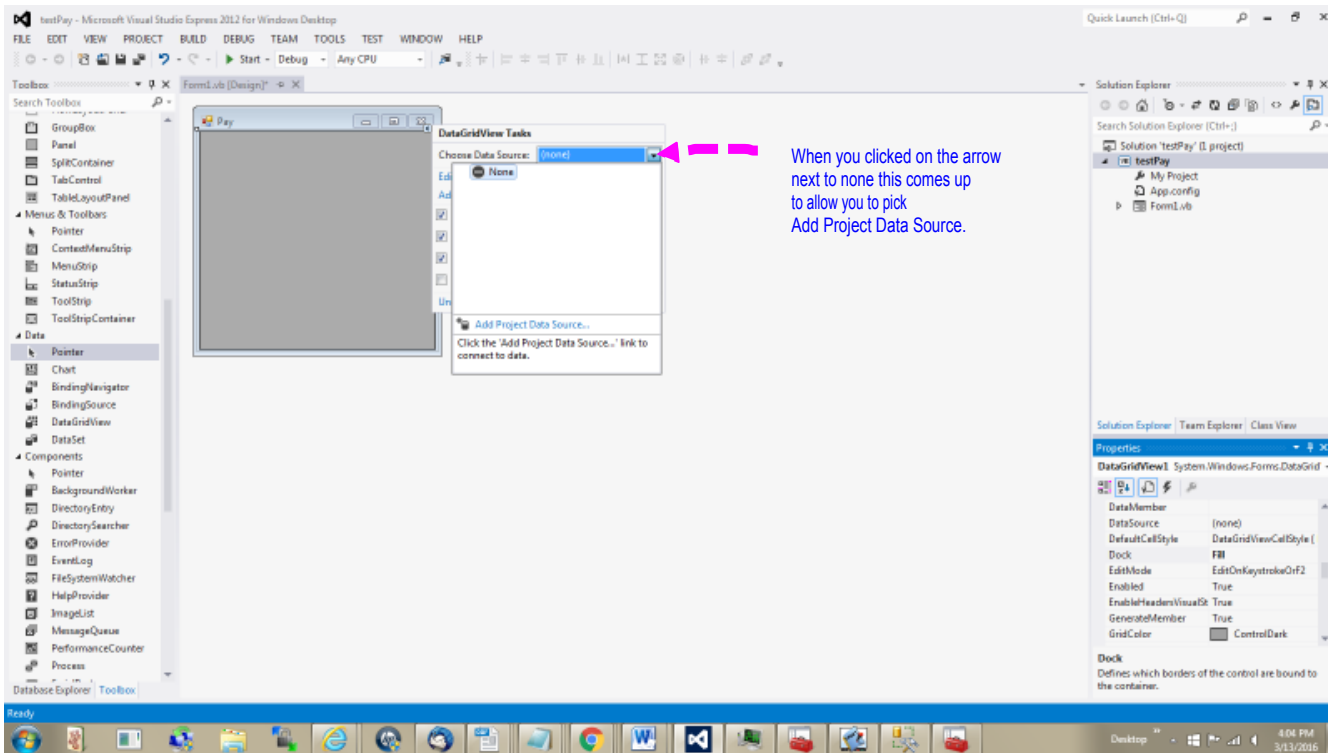 testPay - Microsoft Visual Studio Express 2012 for Windows Desktop
Quick Launch (Ctrl+Q)
FILE EDIT VIEW PROJECT BUILD DEBUG TEAM TOOLS TEST WINDOW HELP
Start - Debug - Any CPU
Toolbox
Form1.vb [Design]*
Solution Explorer
Search Toolbox
GroupBox
Panel
SplitContainer
TabControl
TableLayoutPanel
Menus & Toolbars
Pointer
ContextMenuStrip
MenuStrip
StatusStrip
ToolStrip
ToolStripContainer
Data
Pointer
Chart
BindingNavigator
BindingSource
DataGridView
DataSet
Components
Pointer
BackgroundWorker
DirectoryEntry
DirectorySearcher
ErrorProvider
EventLog
FileSystemWatcher
HelpProvider
ImageList
MessageQueue
PerformanceCounter
Process
Database Explorer Toolbox
Ready
Pay
DataGridView Tasks
Choose Data Source: (none)
None
Edi
Ad
Un
Add Project Data Source...
Click the 'Add Project Data Source...' link to
connect to data.
When you clicked on the arrow
next to none this comes up
to allow you to pick
Add Project Data Source.
Search Solution Explorer (Ctrl+;)
Solution 'testPay' (1 project)
testPay
My Project
App.config
Form1.vb
Solution Explorer Team Explorer Class View
Properties
DataGridView1 System.Windows.Forms.DataGrid
DataMember
DataSource (none)
DefaultCellStyle DataGridViewCellStyle {
Dock Fill
EditMode EditOnKeystrokeOrF2
Enabled True
EnableHeadersVisualSt True
GenerateMember True
GridColor ControlDark
Dock
Defines which borders of the control are bound to
the container.
Desktop
4:04 PM
3/13/2016